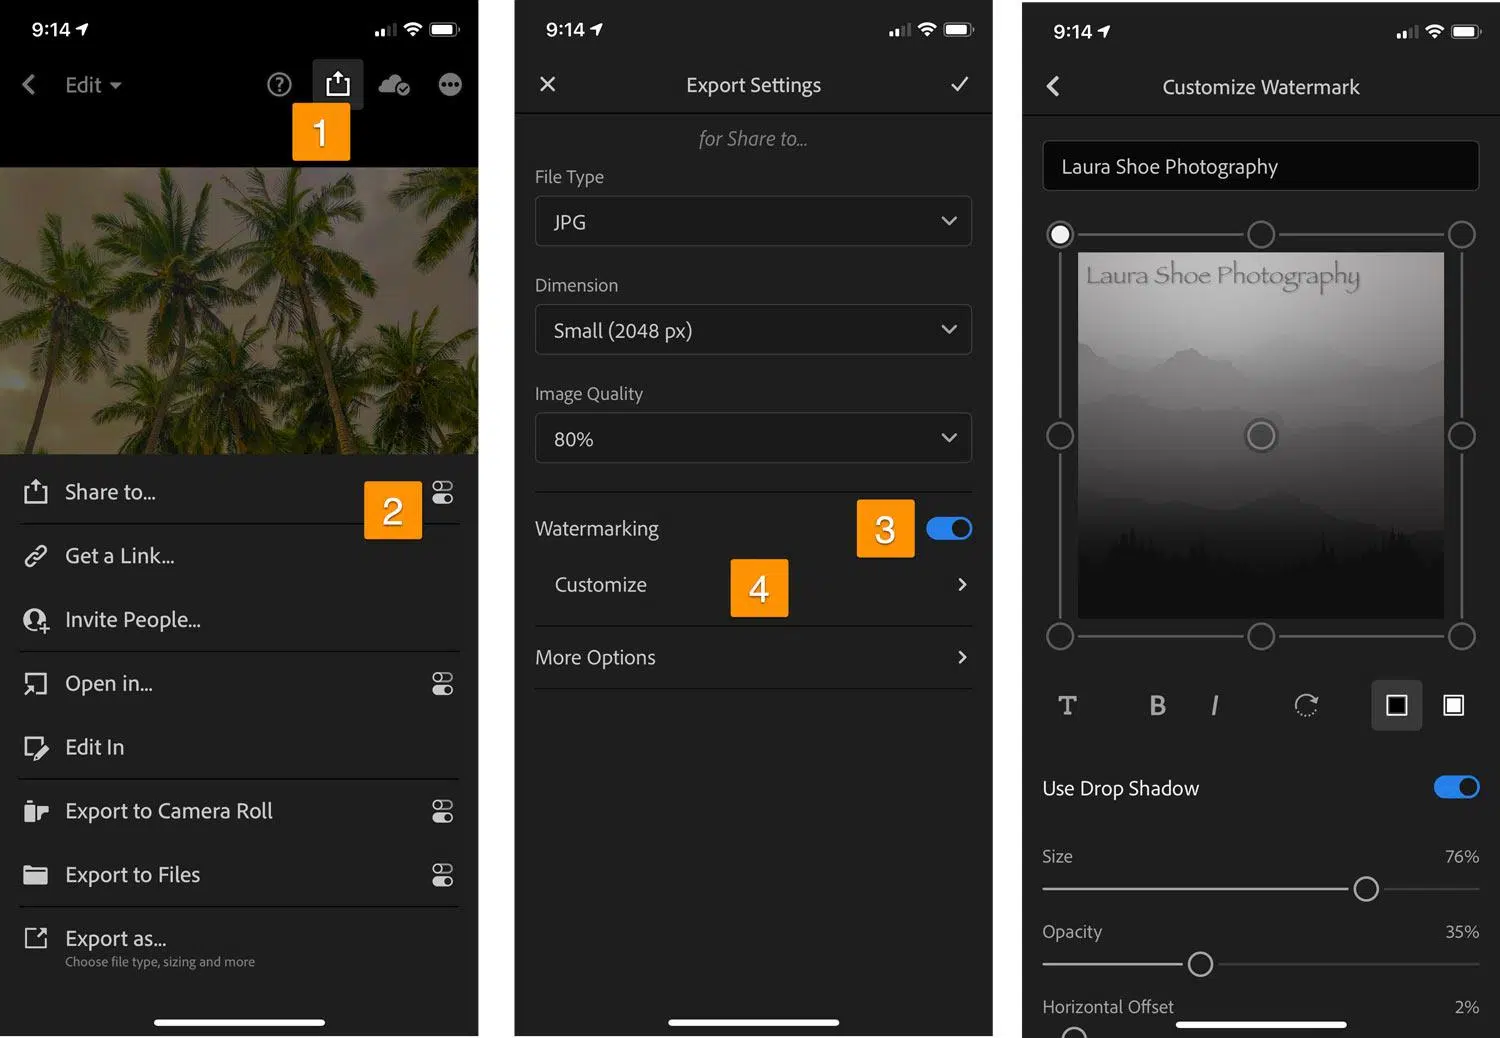 9:14
Edit
1
Share to...
2
Get a Link...
Invite People...
Open in...
Edit In
Export to Camera Roll
Export to Files
Export as...
Choose file type, sizing and more
9:14
Export Settings
for Share to...
File Type
JPG
Dimension
Small (2048 px)
Image Quality
80%
Watermarking
3
Customize
4
More Options
9:14
Customize Watermark
Laura Shoe Photography
Laura Shoe Photography
T B I
Use Drop Shadow
Size 76%
Opacity 35%
Horizontal Offset 2%